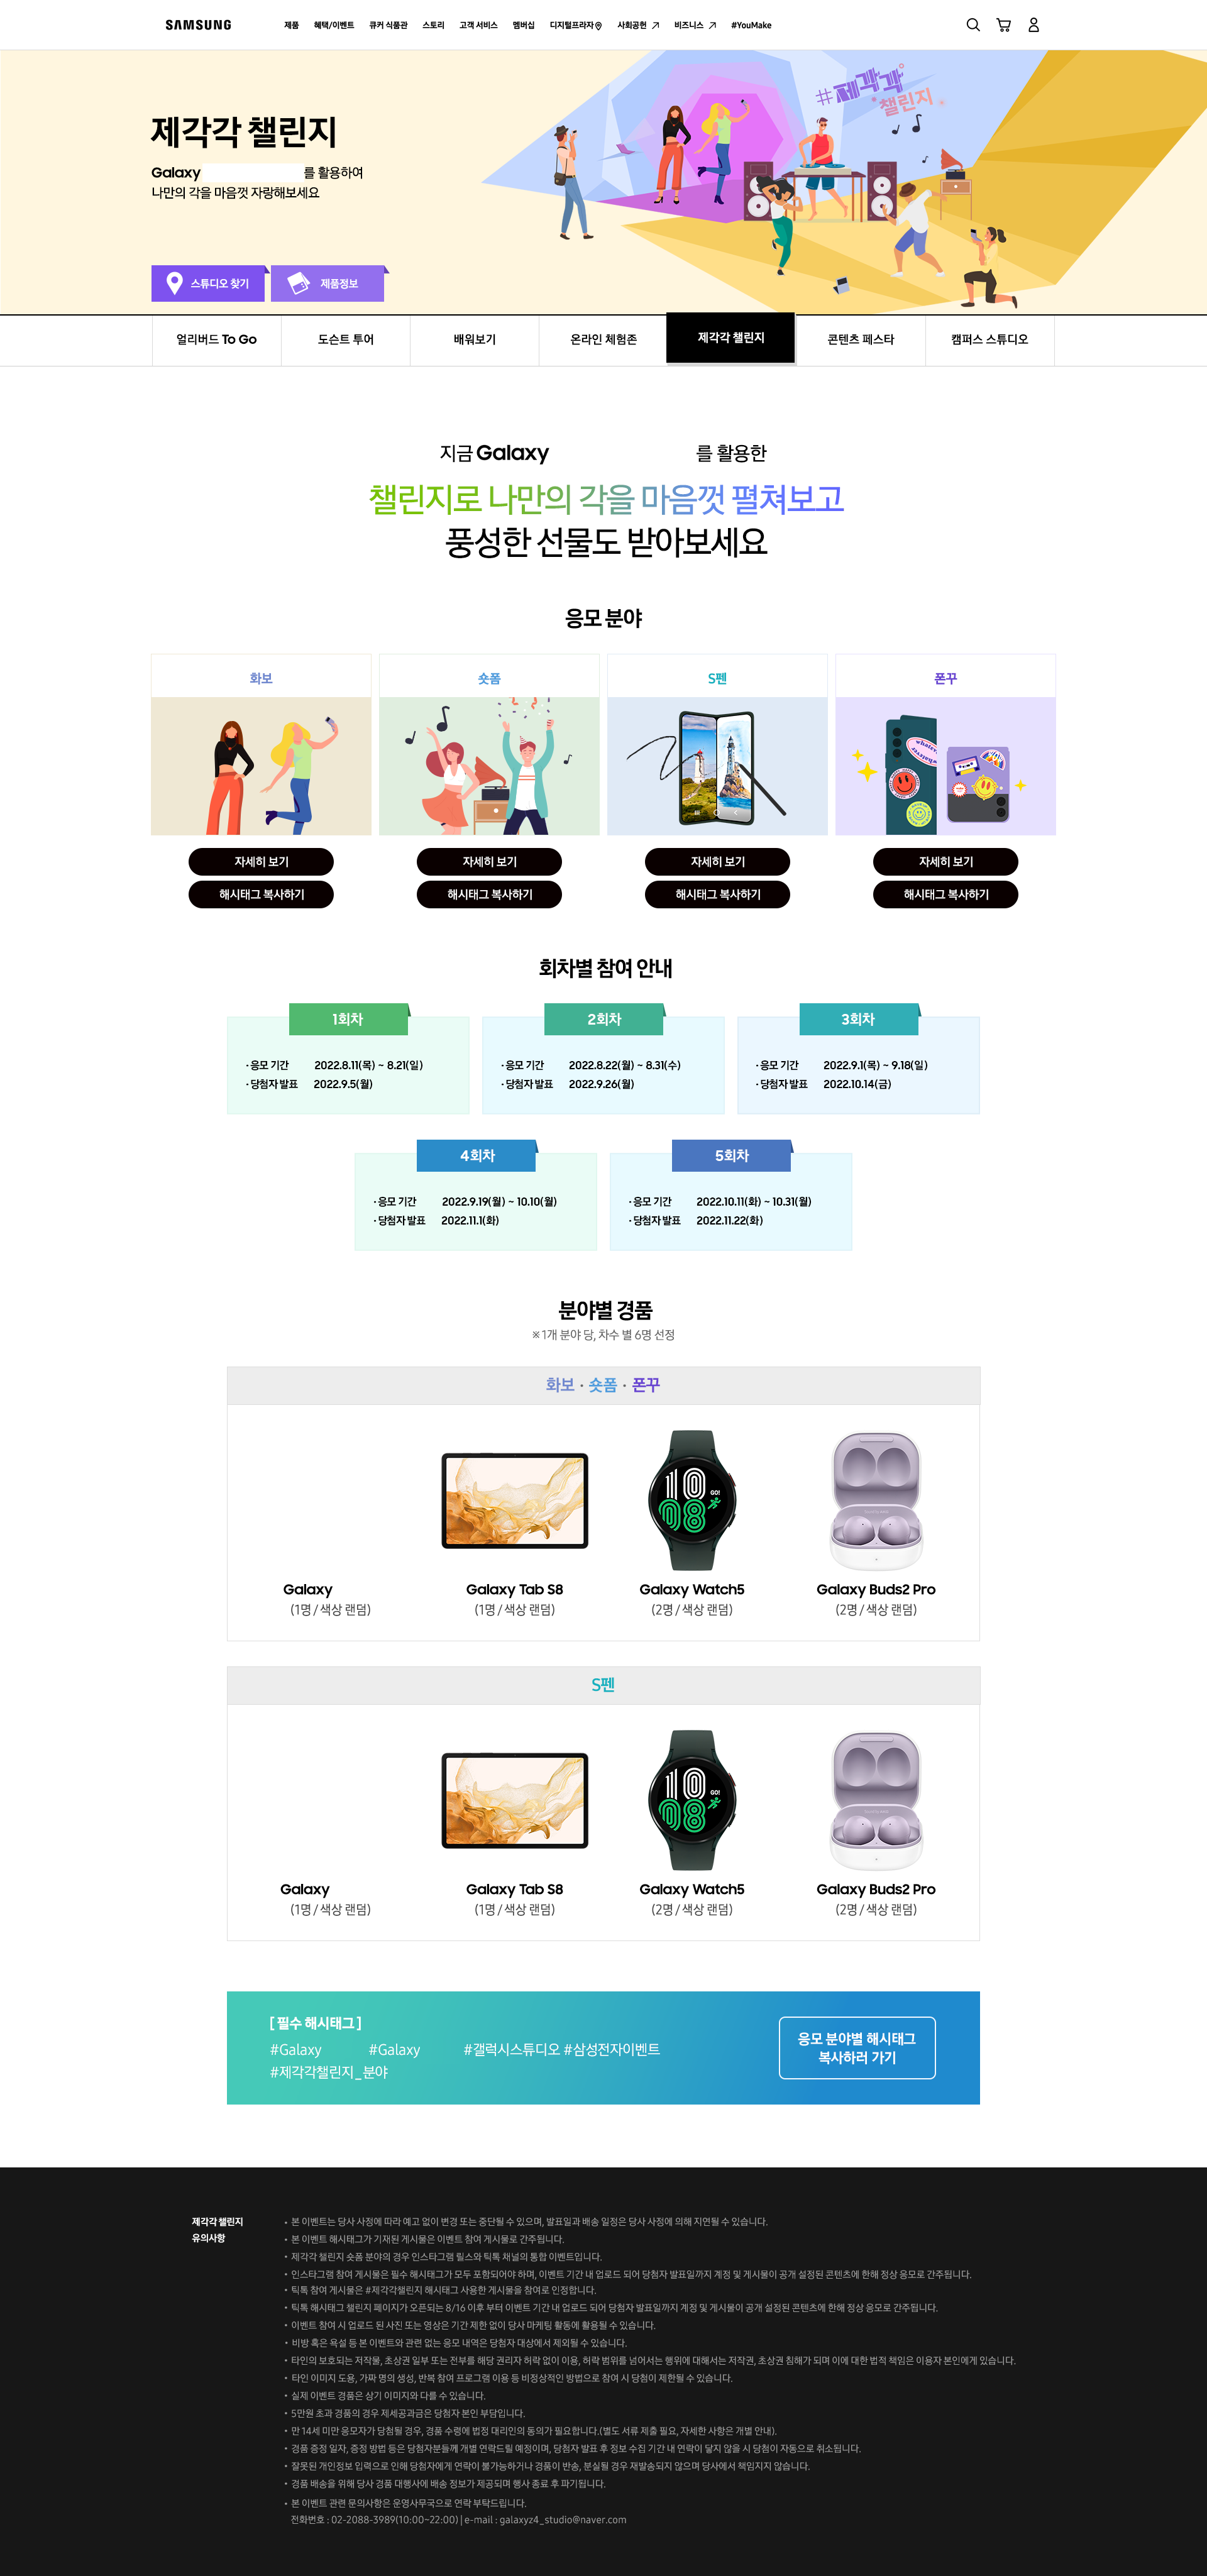 SAMSUNG
제품 혜택/이벤트 큐커 식품관 스토리 고객 서비스 멤버십 디지털프라자 사회공헌 비즈니스 #YouMake
제각각 챌린지
Galaxy 를 활용하여
나만의 각을 마음껏 자랑해보세요
#제각각
챌린지
스튜디오 찾기 제품정보
얼리버드 To Go 도슨트 투어 배워보기 온라인 체험존 제각각 챌린지 콘텐츠 페스타 캠퍼스 스튜디오
지금 Galaxy 를 활용한
챌린지로 나만의 각을 마음껏 펼쳐보고
풍성한 선물도 받아보세요
응모 분야
화보 숏폼 S펜 폰꾸
자세히 보기 자세히 보기 자세히 보기 자세히 보기
해시태그 복사하기 해시태그 복사하기 해시태그 복사하기 해시태그 복사하기
회차별 참여 안내
1회차 2회차 3회차
· 응모 기간 2022.8.11(목) ~ 8.21(일) · 응모 기간 2022.8.22(월) ~ 8.31(수) · 응모 기간 2022.9.1(목) ~ 9.18(일)
· 당첨자 발표 2022.9.5(월) · 당첨자 발표 2022.9.26(월) · 당첨자 발표 2022.10.14(금)
4회차 5회차
· 응모 기간 2022.9.19(월) ~ 10.10(월) · 응모 기간 2022.10.11(화) ~ 10.31(월)
· 당첨자 발표 2022.11.1(화) · 당첨자 발표 2022.11.22(화)
분야별 경품
※ 1개 분야 당, 차수 별 6명 선정
화보 · 숏폼 · 폰꾸
10 GO!
08
Galaxy Galaxy Tab S8 Galaxy Watch5 Galaxy Buds2 Pro
(1명 / 색상 랜덤) (1명 / 색상 랜덤) (2명 / 색상 랜덤) (2명 / 색상 랜덤)
S펜
10 GO!
08
Galaxy Galaxy Tab S8 Galaxy Watch5 Galaxy Buds2 Pro
(1명 / 색상 랜덤) (1명 / 색상 랜덤) (2명 / 색상 랜덤) (2명 / 색상 랜덤)
[ 필수 해시태그 ]
#Galaxy #Galaxy #갤럭시스튜디오 #삼성전자이벤트
#제각각챌린지_분야
응모 분야별 해시태그
복사하러 가기
제각각 챌린지
유의사항
• 본 이벤트는 당사 사정에 따라 예고 없이 변경 또는 중단될 수 있으며, 발표일과 배송 일정은 당사 사정에 의해 지연될 수 있습니다.
• 본 이벤트 해시태그가 기재된 게시물은 이벤트 참여 게시물로 간주됩니다.
• 제각각 챌린지 숏폼 분야의 경우 인스타그램 릴스와 틱톡 채널의 통합 이벤트입니다.
• 인스타그램 참여 게시물은 필수 해시태그가 모두 포함되어야 하며, 이벤트 기간 내 업로드 되어 당첨자 발표일까지 계정 및 게시물이 공개 설정된 콘텐츠에 한해 정상 응모로 간주됩니다.
• 틱톡 참여 게시물은 #제각각챌린지 해시태그 사용한 게시물을 참여로 인정합니다.
• 틱톡 해시태그 챌린지 페이지가 오픈되는 8/16 이후 부터 이벤트 기간 내 업로드 되어 당첨자 발표일까지 계정 및 게시물이 공개 설정된 콘텐츠에 한해 정상 응모로 간주됩니다.
• 이벤트 참여 시 업로드 된 사진 또는 영상은 기간 제한 없이 당사 마케팅 활동에 활용될 수 있습니다.
• 비방 혹은 욕설 등 본 이벤트와 관련 없는 응모 내역은 당첨자 대상에서 제외될 수 있습니다.
• 타인의 보호되는 저작물, 초상권 일부 또는 전부를 해당 권리자 허락 없이 이용, 허락 범위를 넘어서는 행위에 대해서는 저작권, 초상권 침해가 되며 이에 대한 법적 책임은 이용자 본인에게 있습니다.
• 타인 이미지 도용, 가짜 명의 생성, 반복 참여 프로그램 이용 등 비정상적인 방법으로 참여 시 당첨이 제한될 수 있습니다.
• 실제 이벤트 경품은 상기 이미지와 다를 수 있습니다.
• 5만원 초과 경품의 경우 제세공과금은 당첨자 본인 부담입니다.
• 만 14세 미만 응모자가 당첨될 경우, 경품 수령에 법정 대리인의 동의가 필요합니다.(별도 서류 제출 필요, 자세한 사항은 개별 안내).
• 경품 증정 일자, 증정 방법 등은 당첨자분들께 개별 연락드릴 예정이며, 당첨자 발표 후 정보 수집 기간 내 연락이 닿지 않을 시 당첨이 자동으로 취소됩니다.
• 잘못된 개인정보 입력으로 인해 당첨자에게 연락이 불가능하거나 경품이 반송, 분실될 경우 재발송되지 않으며 당사에서 책임지지 않습니다.
• 경품 배송을 위해 당사 경품 대행사에 배송 정보가 제공되며 행사 종료 후 파기됩니다.
• 본 이벤트 관련 문의사항은 운영사무국으로 연락 부탁드립니다.
전화번호 : 02-2088-3989(10:00~22:00) | e-mail : galaxyz4_studio@naver.com